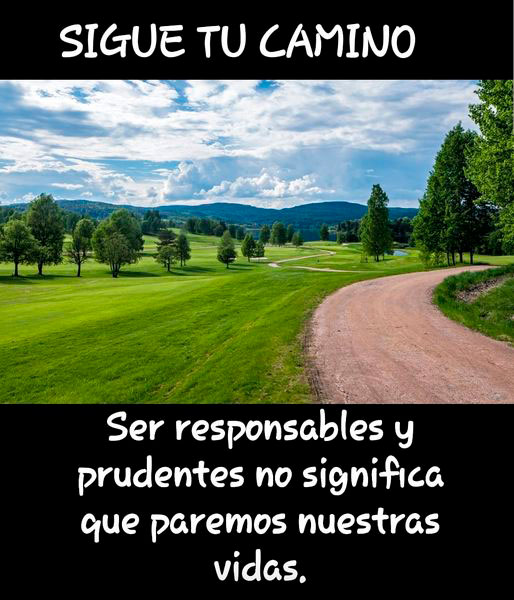 SIGUE TU CAMINO
Ser responsables y
prudentes no significa
que paremos nuestras
vidas.